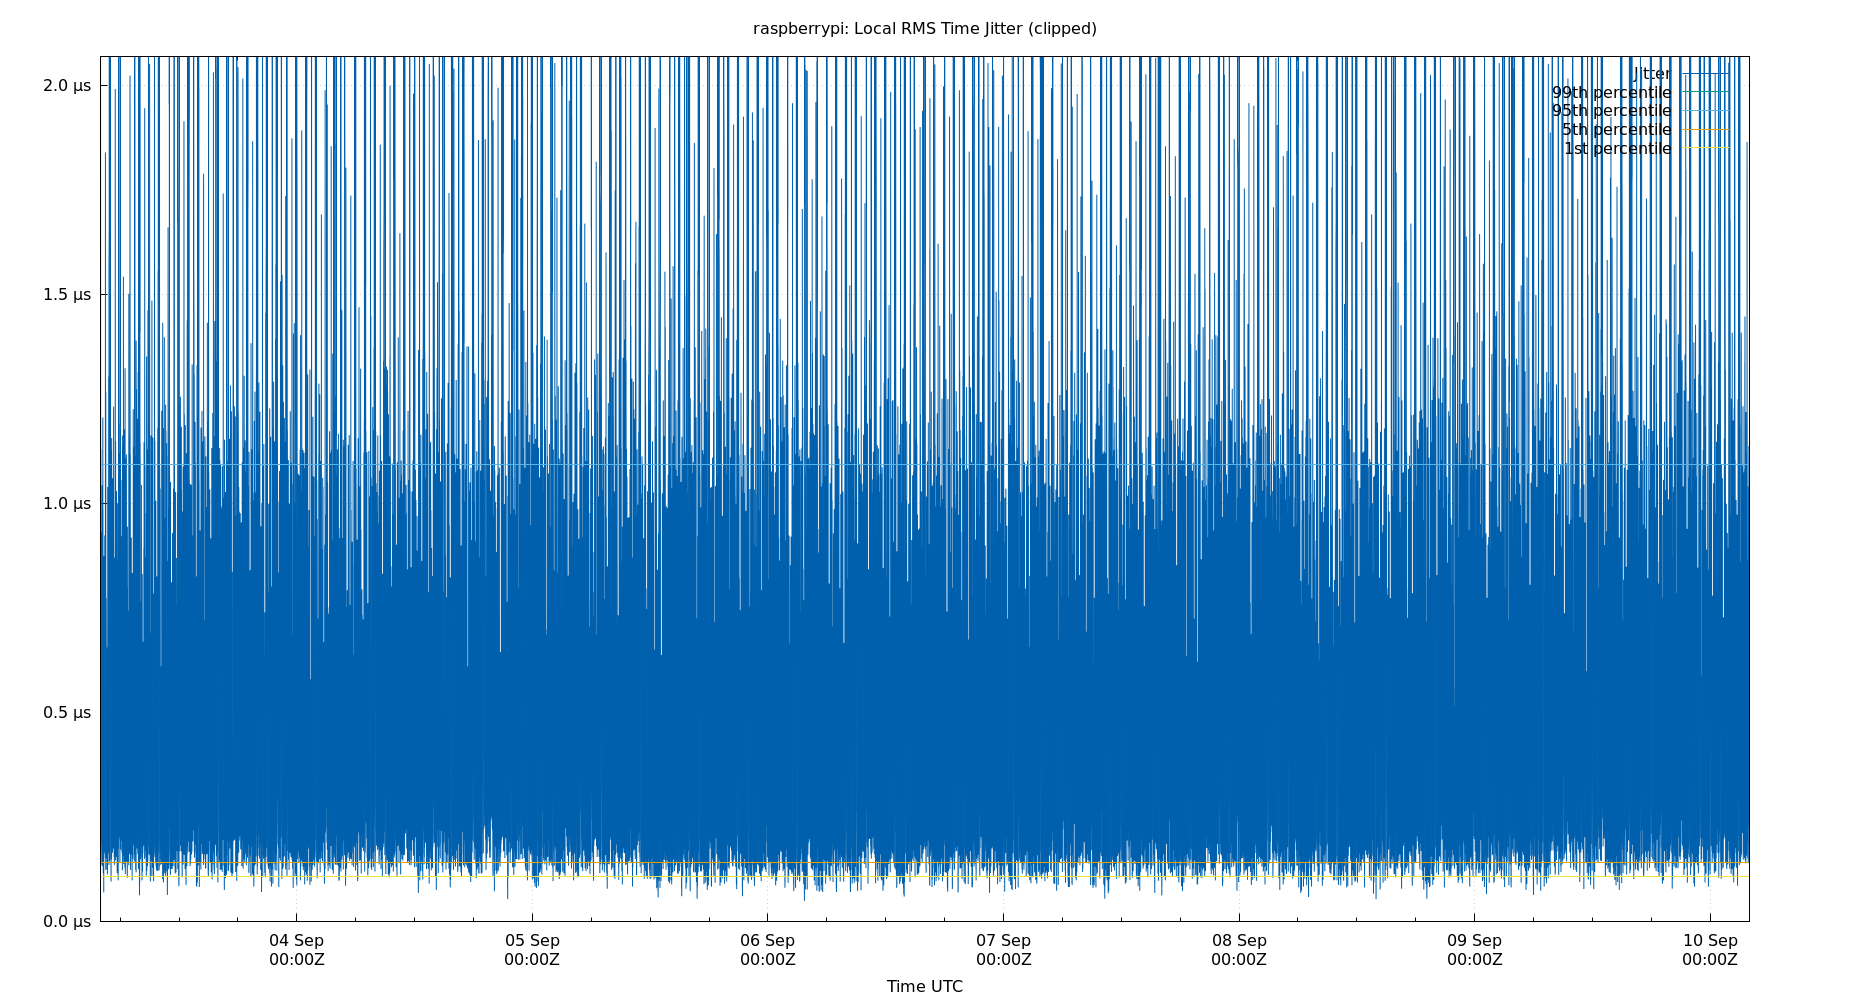 raspberrypi: Local RMS Time Jitter (clipped)
2.0 µs
1.5 µs
1.0 µs
0.5 µs
0.0 µs
Jitter
99th percentile
95th percentile
5th percentile
1st percentile
04 Sep
00:00Z
05 Sep
00:00Z
06 Sep
00:00Z
07 Sep
00:00Z
08 Sep
00:00Z
09 Sep
00:00Z
10 Sep
00:00Z
Time UTC